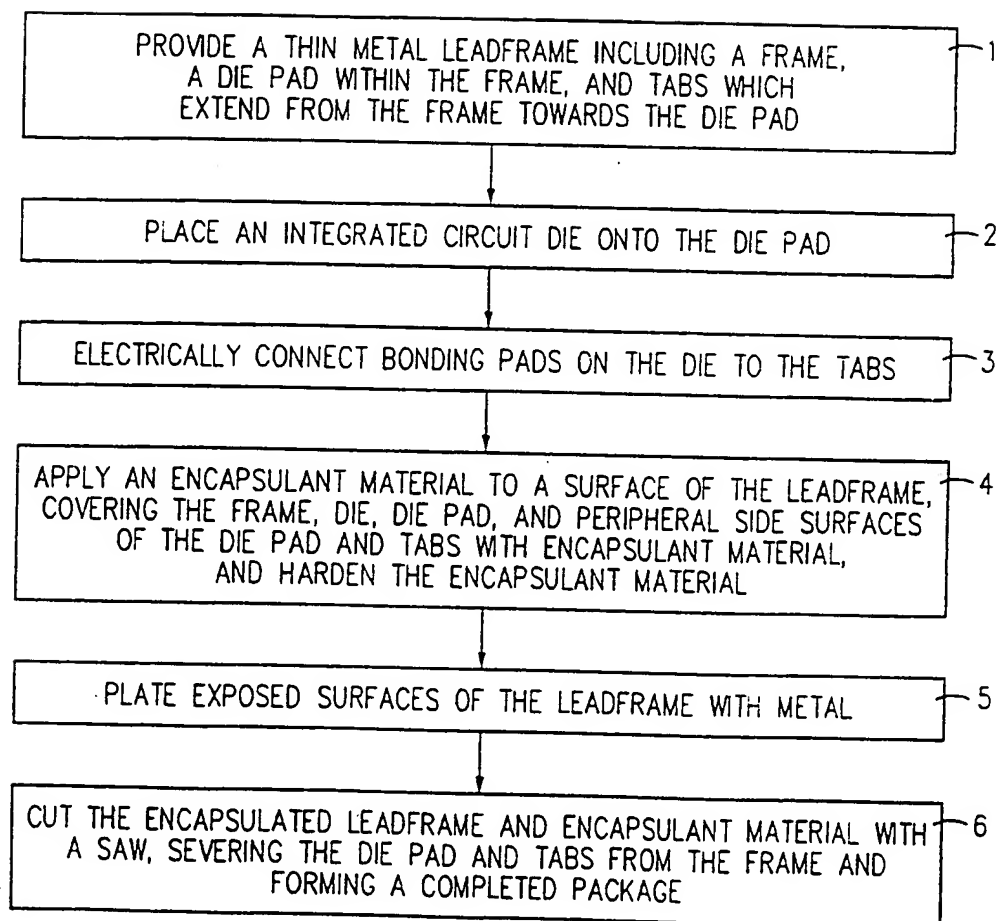 PROVIDE A THIN METAL LEADFRAME INCLUDING A FRAME,
A DIE PAD WITHIN THE FRAME, AND TABS WHICH
EXTEND FROM THE FRAME TOWARDS THE DIE PAD
1
PLACE AN INTEGRATED CIRCUIT DIE ONTO THE DIE PAD
2
ELECTRICALLY CONNECT BONDING PADS ON THE DIE TO THE TABS
3
APPLY AN ENCAPSULANT MATERIAL TO A SURFACE OF THE LEADFRAME,
COVERING THE FRAME, DIE, DIE PAD, AND PERIPHERAL SIDE SURFACES
OF THE DIE PAD AND TABS WITH ENCAPSULANT MATERIAL,
AND HARDEN THE ENCAPSULANT MATERIAL
4
PLATE EXPOSED SURFACES OF THE LEADFRAME WITH METAL
5
CUT THE ENCAPSULATED LEADFRAME AND ENCAPSULANT MATERIAL WITH
A SAW, SEVERING THE DIE PAD AND TABS FROM THE FRAME AND
FORMING A COMPLETED PACKAGE
6